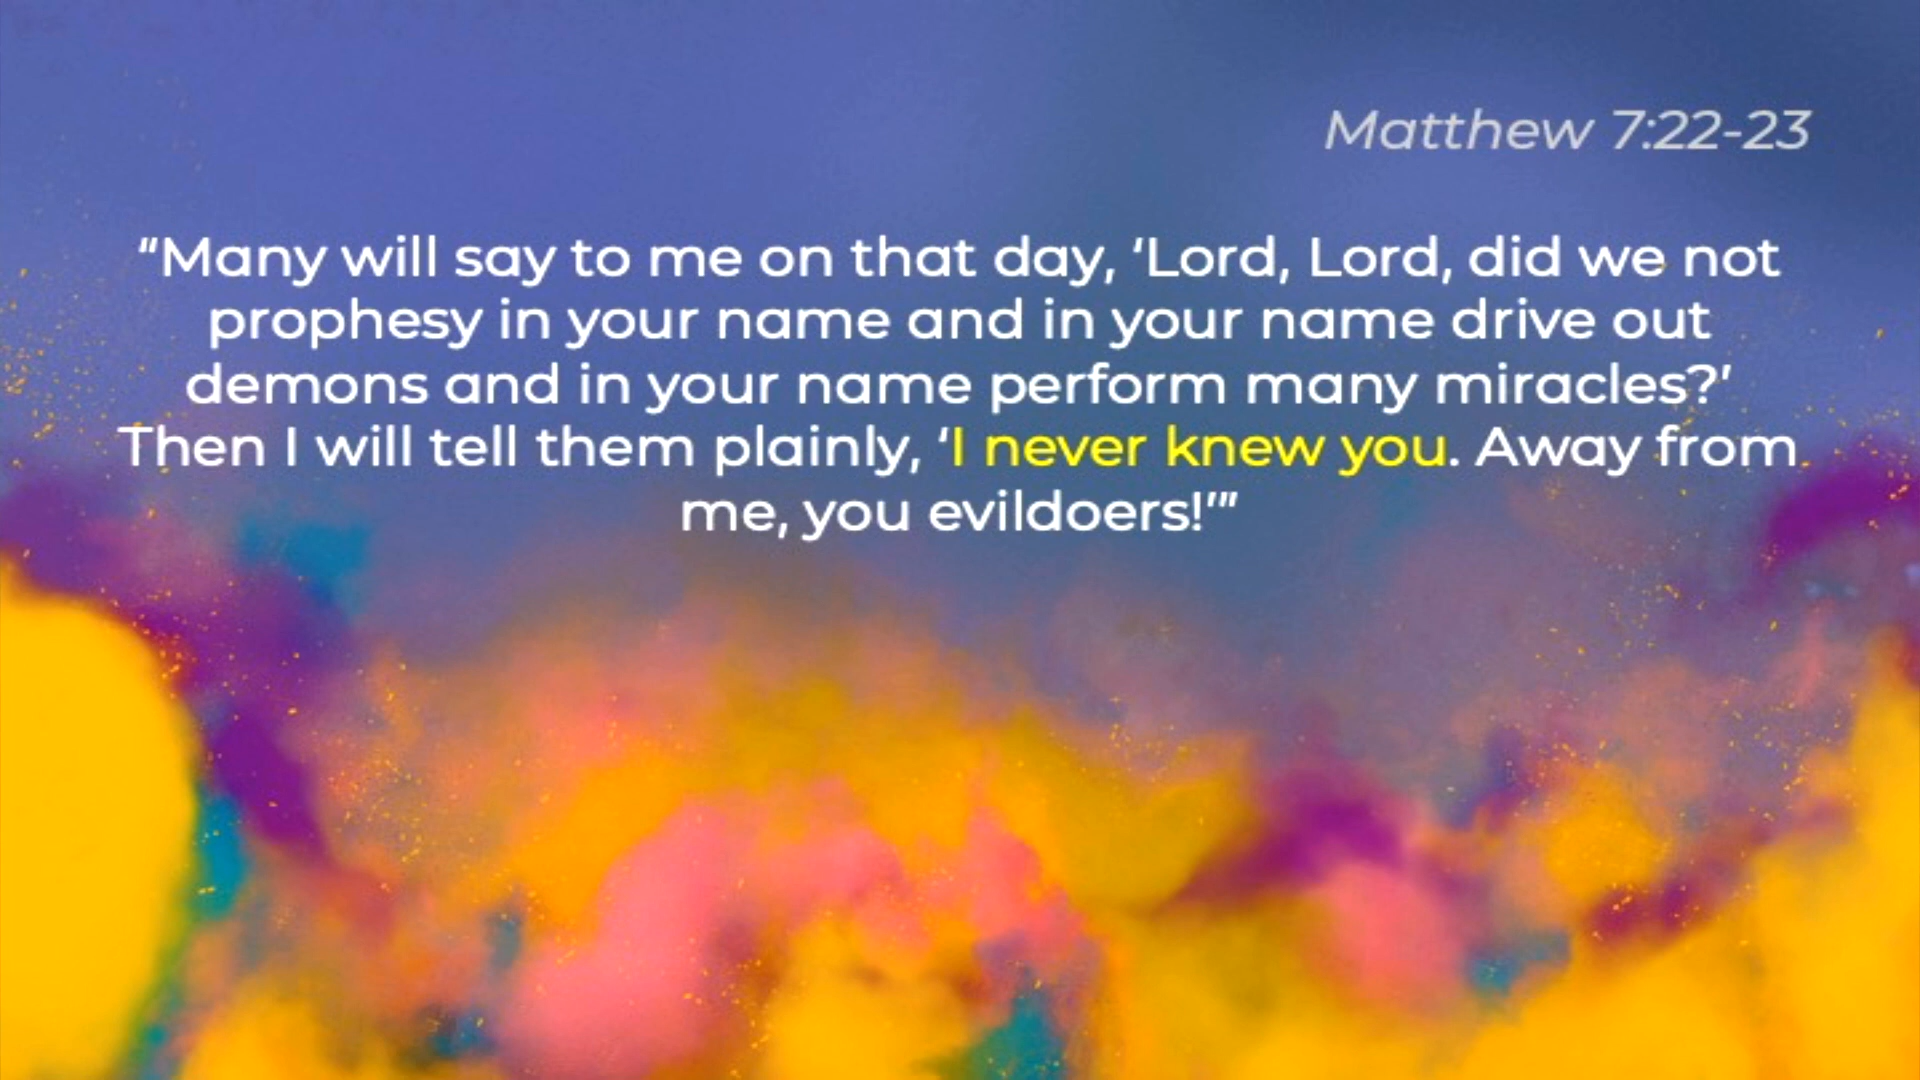 Matthew 7:22-23
“Many will say to me on that day, ‘Lord, Lord, did we not
prophesy in your name and in your name drive out
demons and in your name perform many miracles?’
Then I will tell them plainly, ‘I never knew you. Away from
me, you evildoers!’”